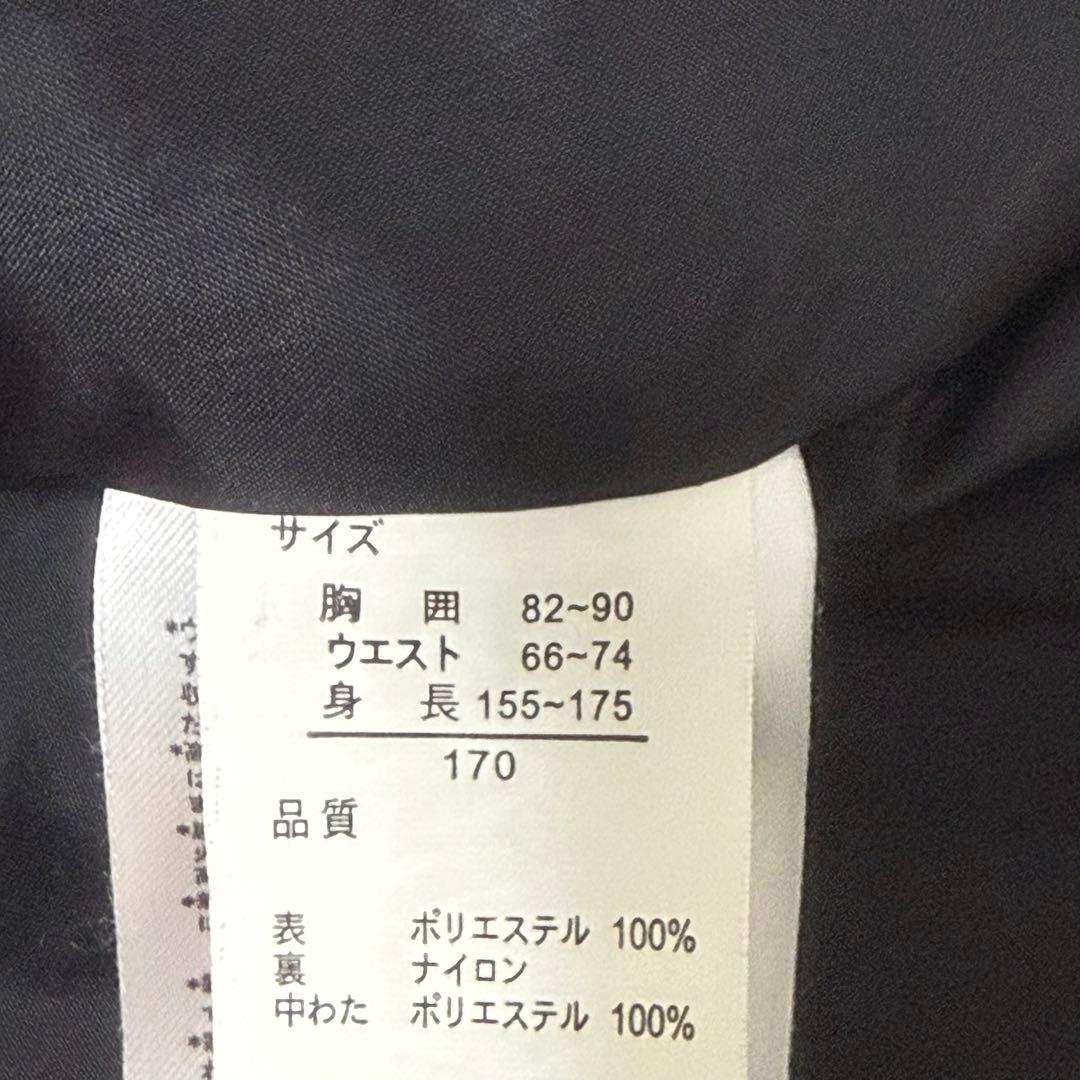 サイズ
胸 囲 82~90
ウエスト 66~74
身 長 155~175
170
品質
表 ポリエステル 100%
裏 ナイロン
中わた ポリエステル 100%